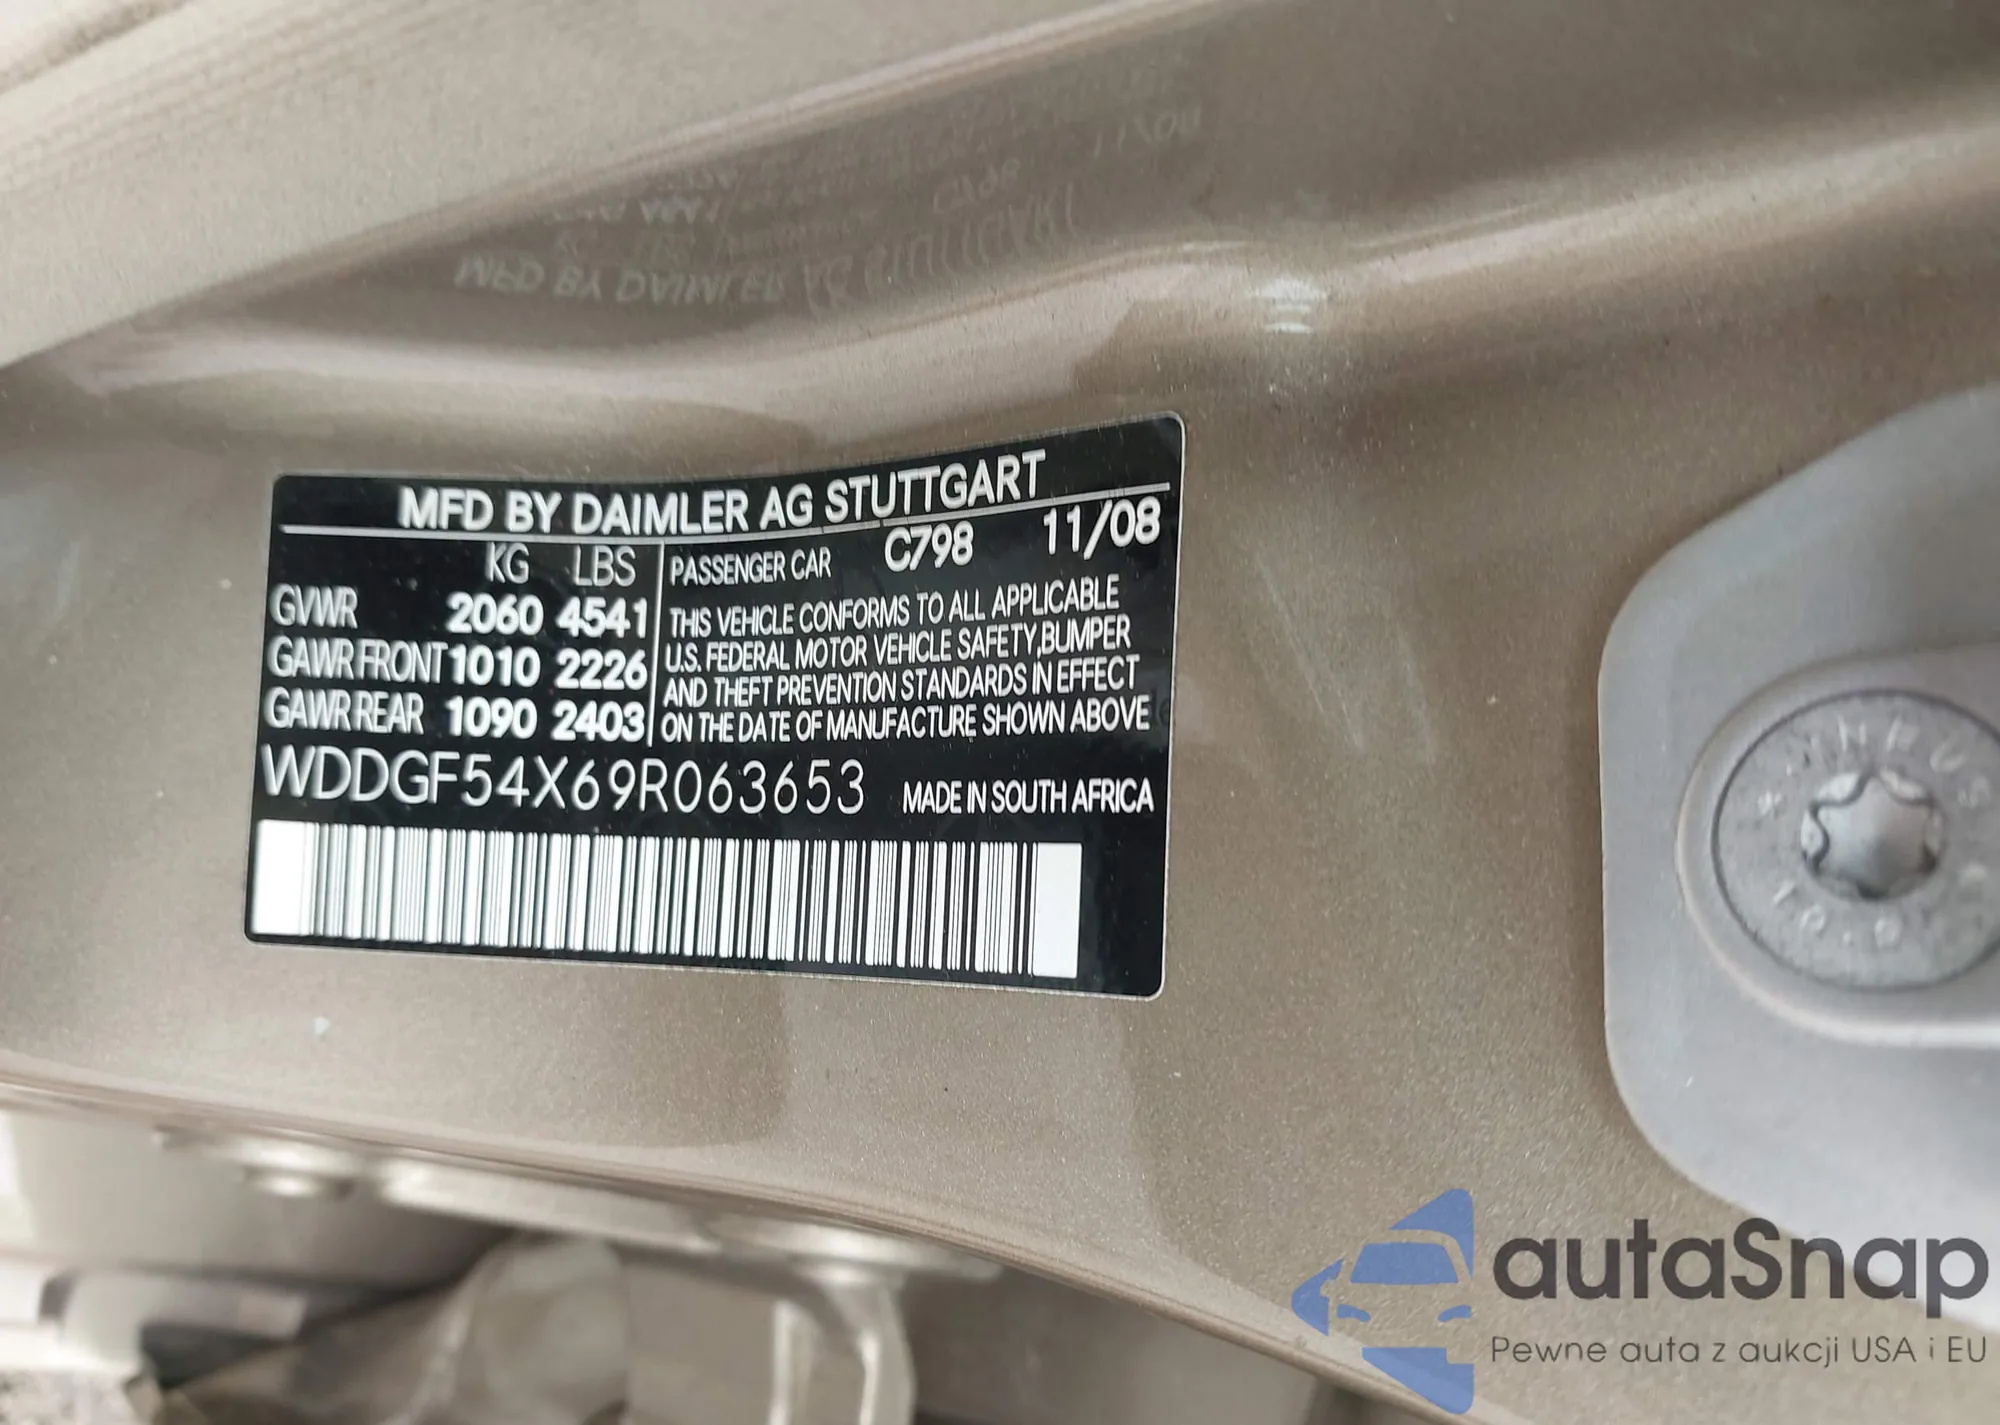 MFD BY DAIMLER AG STUTTGART
KG LBS PASSENGER CAR C798 11/08
GVWR 2060 4541
GAWR FRONT 1010 2226
GAWR REAR 1090 2403
THIS VEHICLE CONFORMS TO ALL APPLICABLE
U.S. FEDERAL MOTOR VEHICLE SAFETY,BUMPER
AND THEFT PREVENTION STANDARDS IN EFFECT
ON THE DATE OF MANUFACTURE SHOWN ABOVE
WDDGF54X69R063653 MADE IN SOUTH AFRICA
autaSnap
Pewne auta z aukcji USA i EU